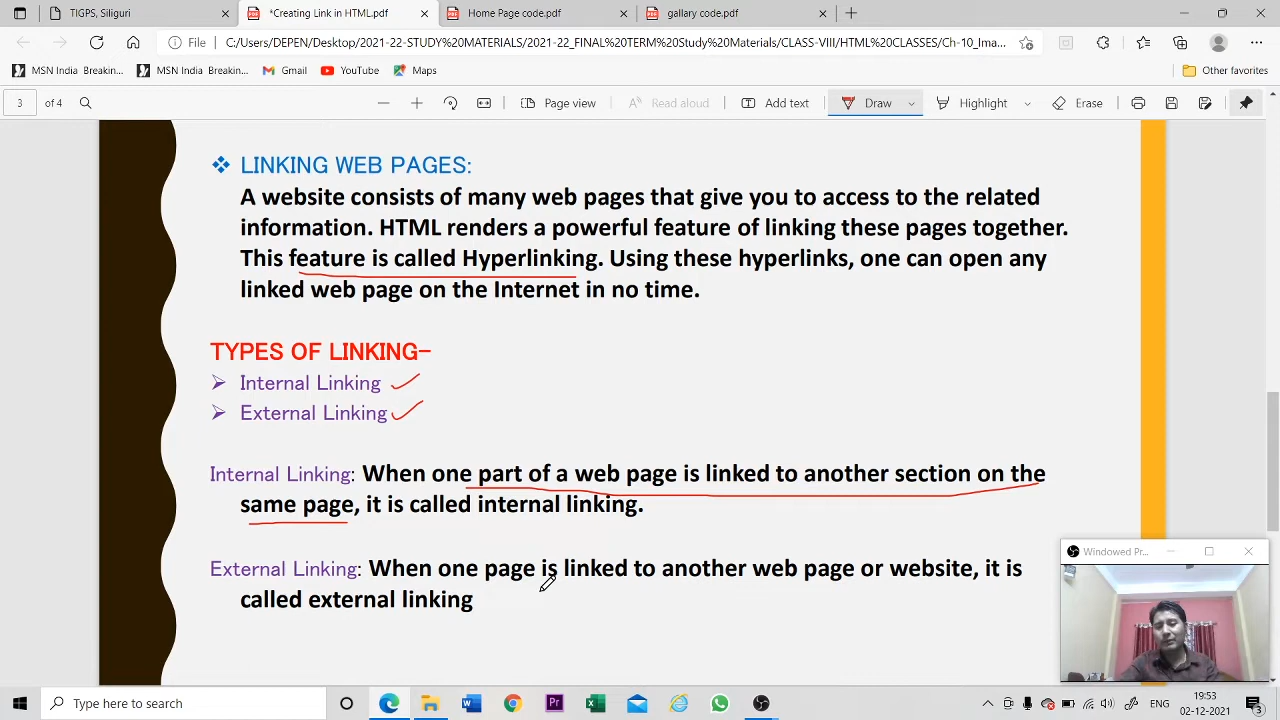 TIGPS Siliguri
*Creating Link in HTML.pdf
Home Page code.pdf
gallary code.pdf
File
C:/Users/DEPEN/Desktop/2021-22-STUDY%20MATERIALS/2021-22_FINAL%20TERM%20Study%20Materials/CLASS-VIII/HTML%20CLASSES/Ch-10_Ima...
MSN India Breakin...
MSN India Breakin...
Gmail
YouTube
Maps
Other favorites
3 of 4
Page view
Read aloud
Add text
Draw
Highlight
Erase
LINKING WEB PAGES:
A website consists of many web pages that give you to access to the related
information. HTML renders a powerful feature of linking these pages together.
This feature is called Hyperlinking. Using these hyperlinks, one can open any
linked web page on the Internet in no time.
TYPES OF LINKING–
Internal Linking
External Linking
Internal Linking: When one part of a web page is linked to another section on the
same page, it is called internal linking.
External Linking: When one page is linked to another web page or website, it is
called external linking
Windowed Pr...
Type here to search
ENG
19:53
02-12-2021
3